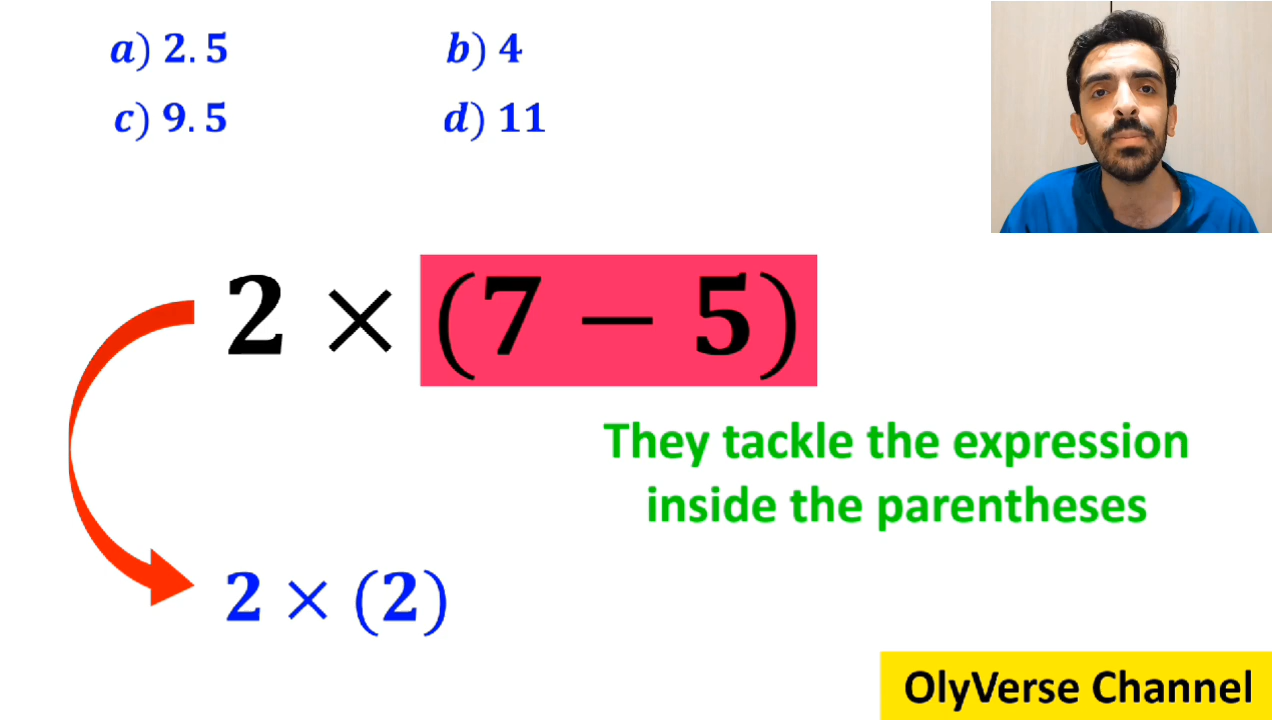 a) 2.5 b) 4
c) 9.5 d) 11
2 × (7 − 5)
They tackle the expression
inside the parentheses
2 × (2)
OlyVerse Channel